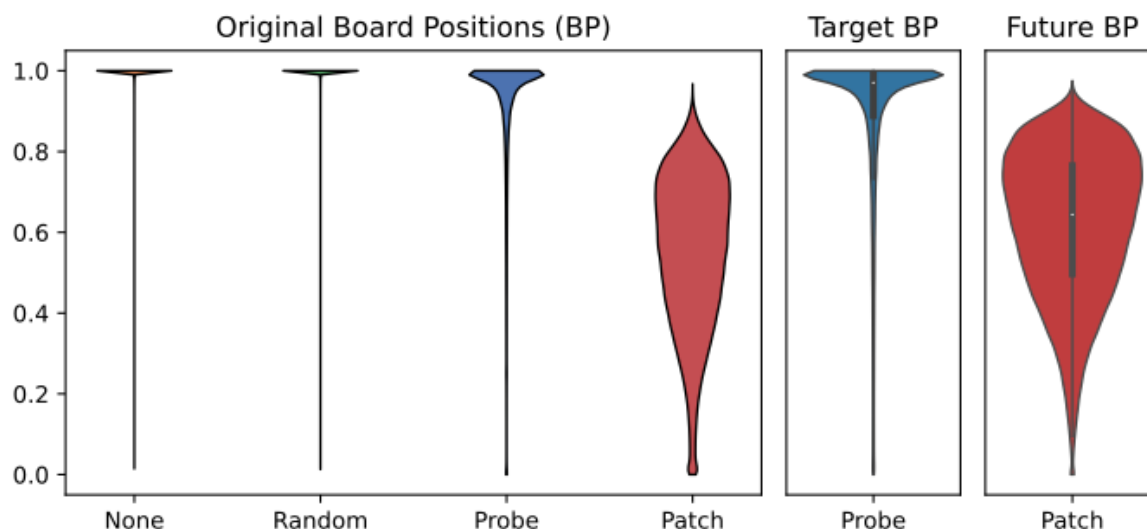 Original Board Positions (BP)
Target BP
Future BP
1.0
0.8
0.6
0.4
0.2
0.0
None
Random
Probe
Patch
Probe
Patch